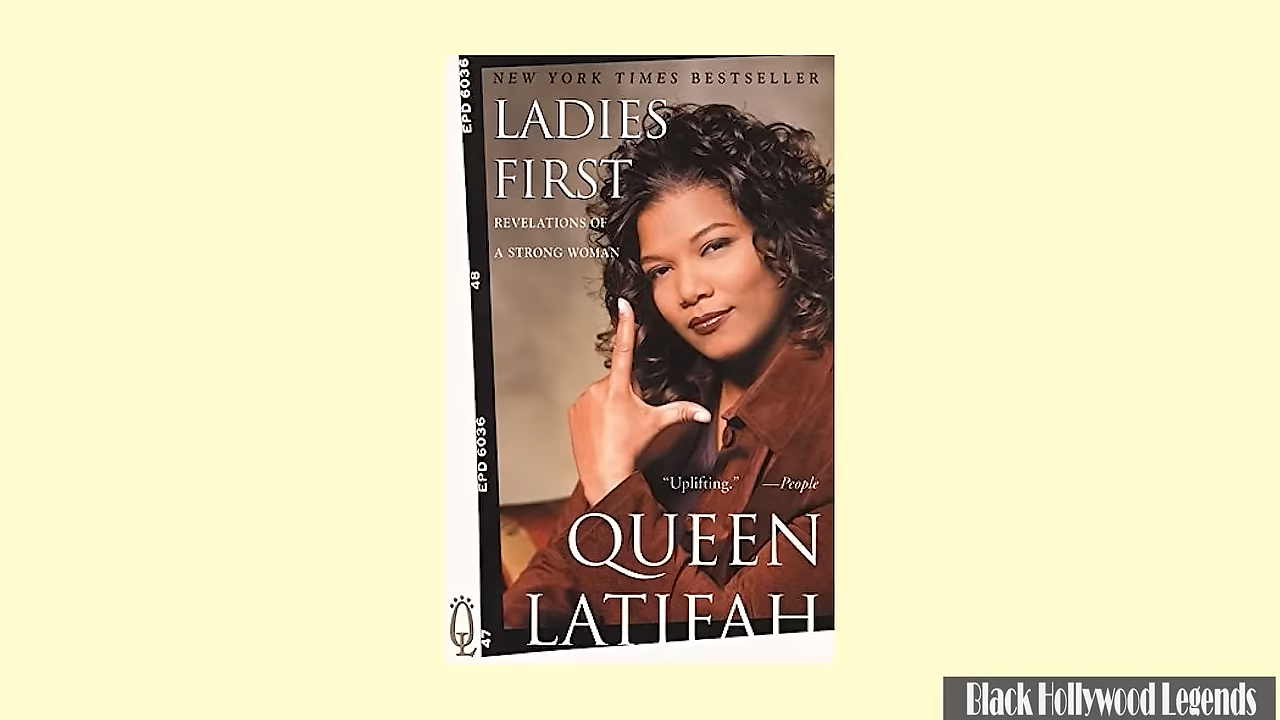 EPD 6036
NEW YORK TIMES BESTSELLER
LADIES
FIRST
REVELATIONS OF
A STRONG WOMAN
48
EPD 6036
“Uplifting.” —People
QUEEN
LATIFAH
47
QL
Black Hollywood Legends